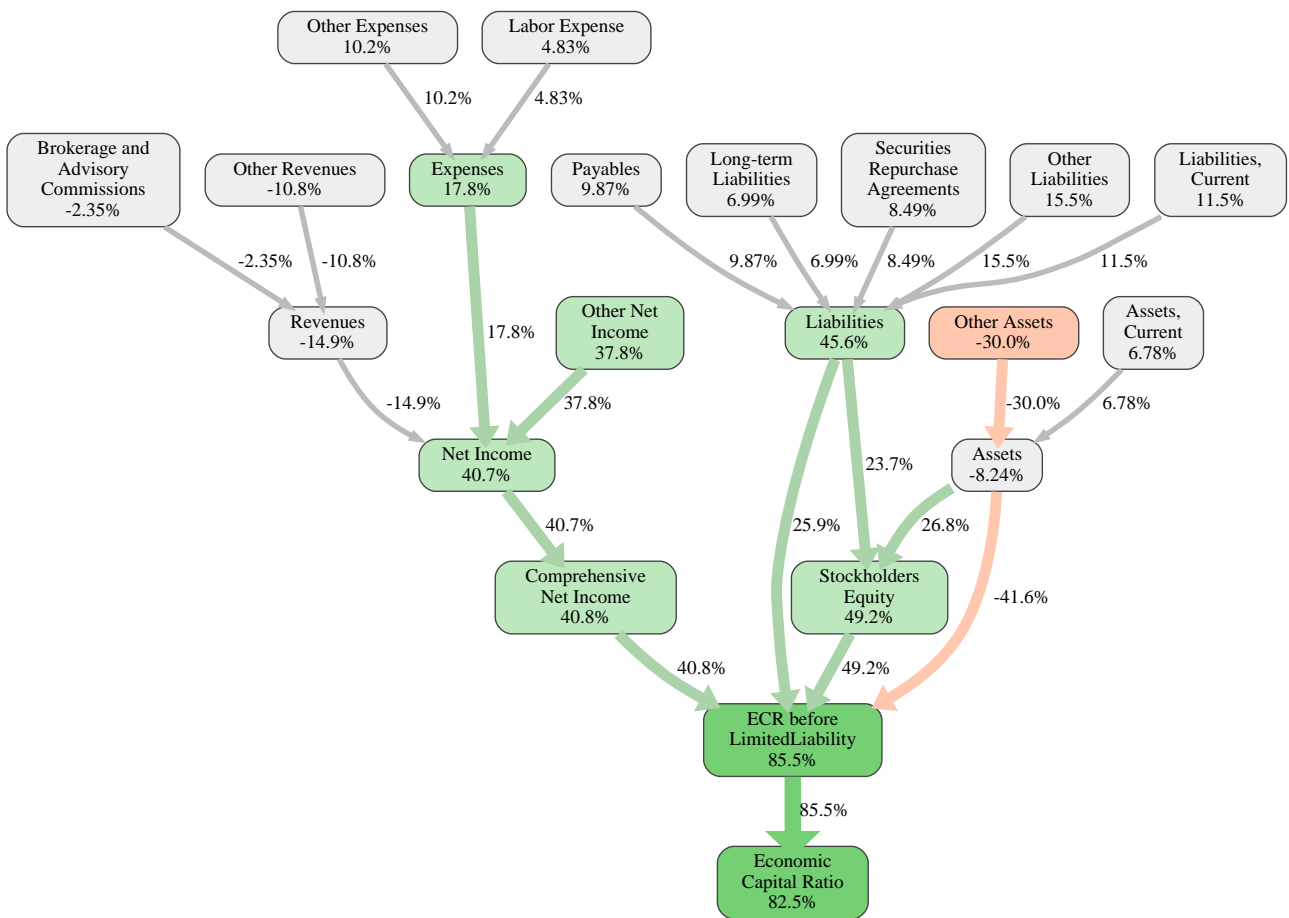 Other Expenses
10.2%
Labor Expense
4.83%
10.2%
4.83%
Brokerage and
Advisory
Commissions
-2.35%
Other Revenues
-10.8%
Expenses
17.8%
Payables
9.87%
Long-term
Liabilities
6.99%
Securities
Repurchase
Agreements
8.49%
Other
Liabilities
15.5%
Liabilities,
Current
11.5%
-2.35%
-10.8%
9.87%
6.99%
8.49%
15.5%
11.5%
Revenues
-14.9%
17.8%
Other Net
Income
37.8%
Liabilities
45.6%
Other Assets
-30.0%
Assets,
Current
6.78%
-14.9%
37.8%
-30.0%
6.78%
Net Income
40.7%
23.7%
Assets
-8.24%
40.7%
25.9%
26.8%
Comprehensive
Net Income
40.8%
Stockholders
Equity
49.2%
-41.6%
40.8%
49.2%
ECR before
LimitedLiability
85.5%
85.5%
Economic
Capital Ratio
82.5%